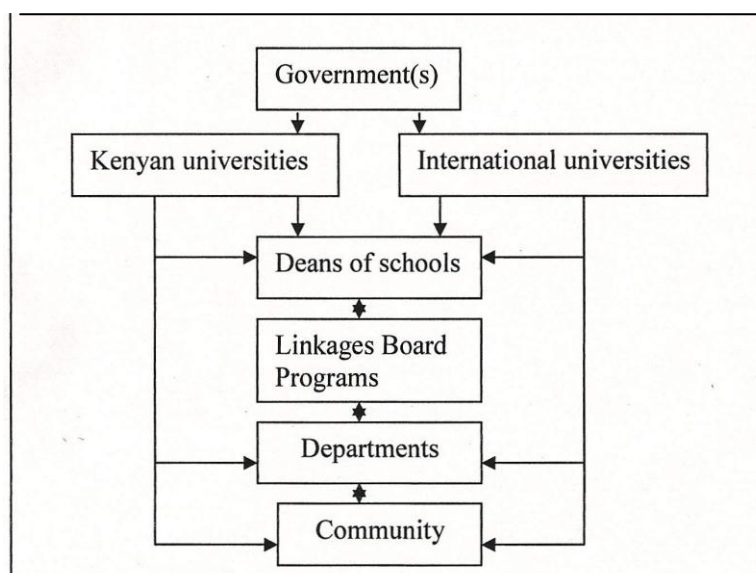 Government(s)
Kenyan universities
International universities
Deans of schools
Linkages Board
Programs
Departments
Community